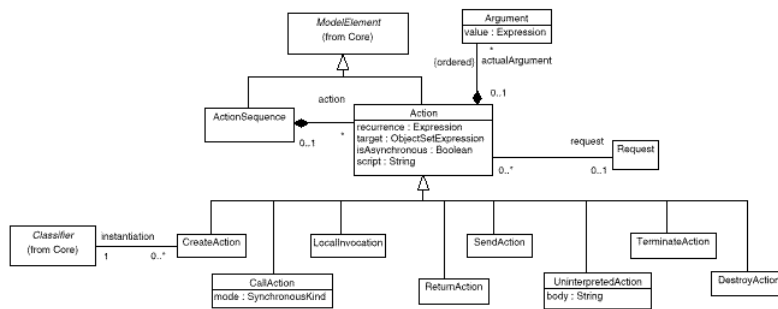 ModelElement
(from Core)
Argument
value : Expression
{ordered}
*
actualArgument
0..1
action
ActionSequence
0..1
*
Action
recurrence : Expression
target : ObjectSetExpression
isAsynchronous : Boolean
script : String
request
Request
0..*
0..1
Classifier
(from Core)
instantiation
1
0..*
CreateAction
LocalInvocation
SendAction
TerminateAction
CallAction
mode : SynchronousKind
ReturnAction
UninterpretedAction
body : String
DestroyAction